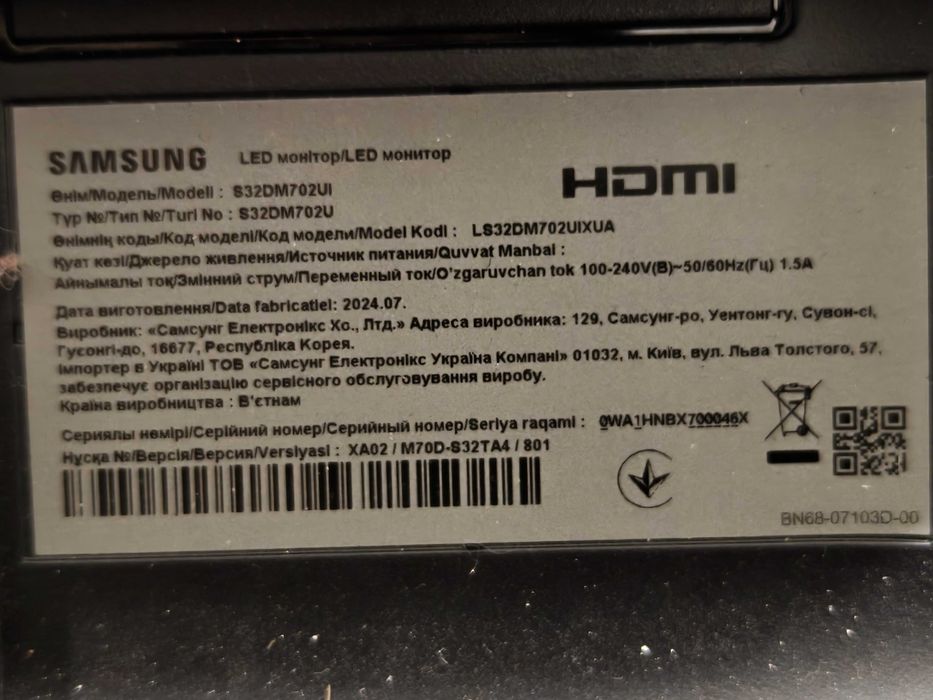 SAMSUNG LED монітор/LED монитор
HDMI
Өнім/Модель/Modeli : S32DM702UI
Түр №/Тип №/Turi No : S32DM702U
Өнімнің коды/Код моделі/Код модели/Model Kodi : LS32DM702UIXUA
Қуат көзі/Джерело живлення/Источник питания/Quvvat Manbai :
Айнымалы ток/Змінний струм/Переменный ток/O'zgaruvchan tok 100-240V(B)~50/60Hz(Гц) 1.5A
Дата виготовлення/Data fabricatiei: 2024.07.
Виробник: «Самсунг Електронікс Ко., Лтд.» Адреса виробника: 129, Самсунг-ро, Уентонг-гу, Сувон-сі,
Гусонгі-до, 16677, Республіка Корея.
Імпортер в Україні ТОВ «Самсунг Електронікс Україна Компані» 01032, м. Київ, вул. Льва Толстого, 57,
забезпечує організацію сервісного обслуговування виробу.
Країна виробництва : В'єтнам
Сериялы нөмірі/Серійний номер/Серийный номер/Seriya raqami : 0WA1HNBX700046X
Нұсқа №/Версія/Версия/Versiyasi : XA02 / M70D-S32TA4 / 801
BN68-07103D-00